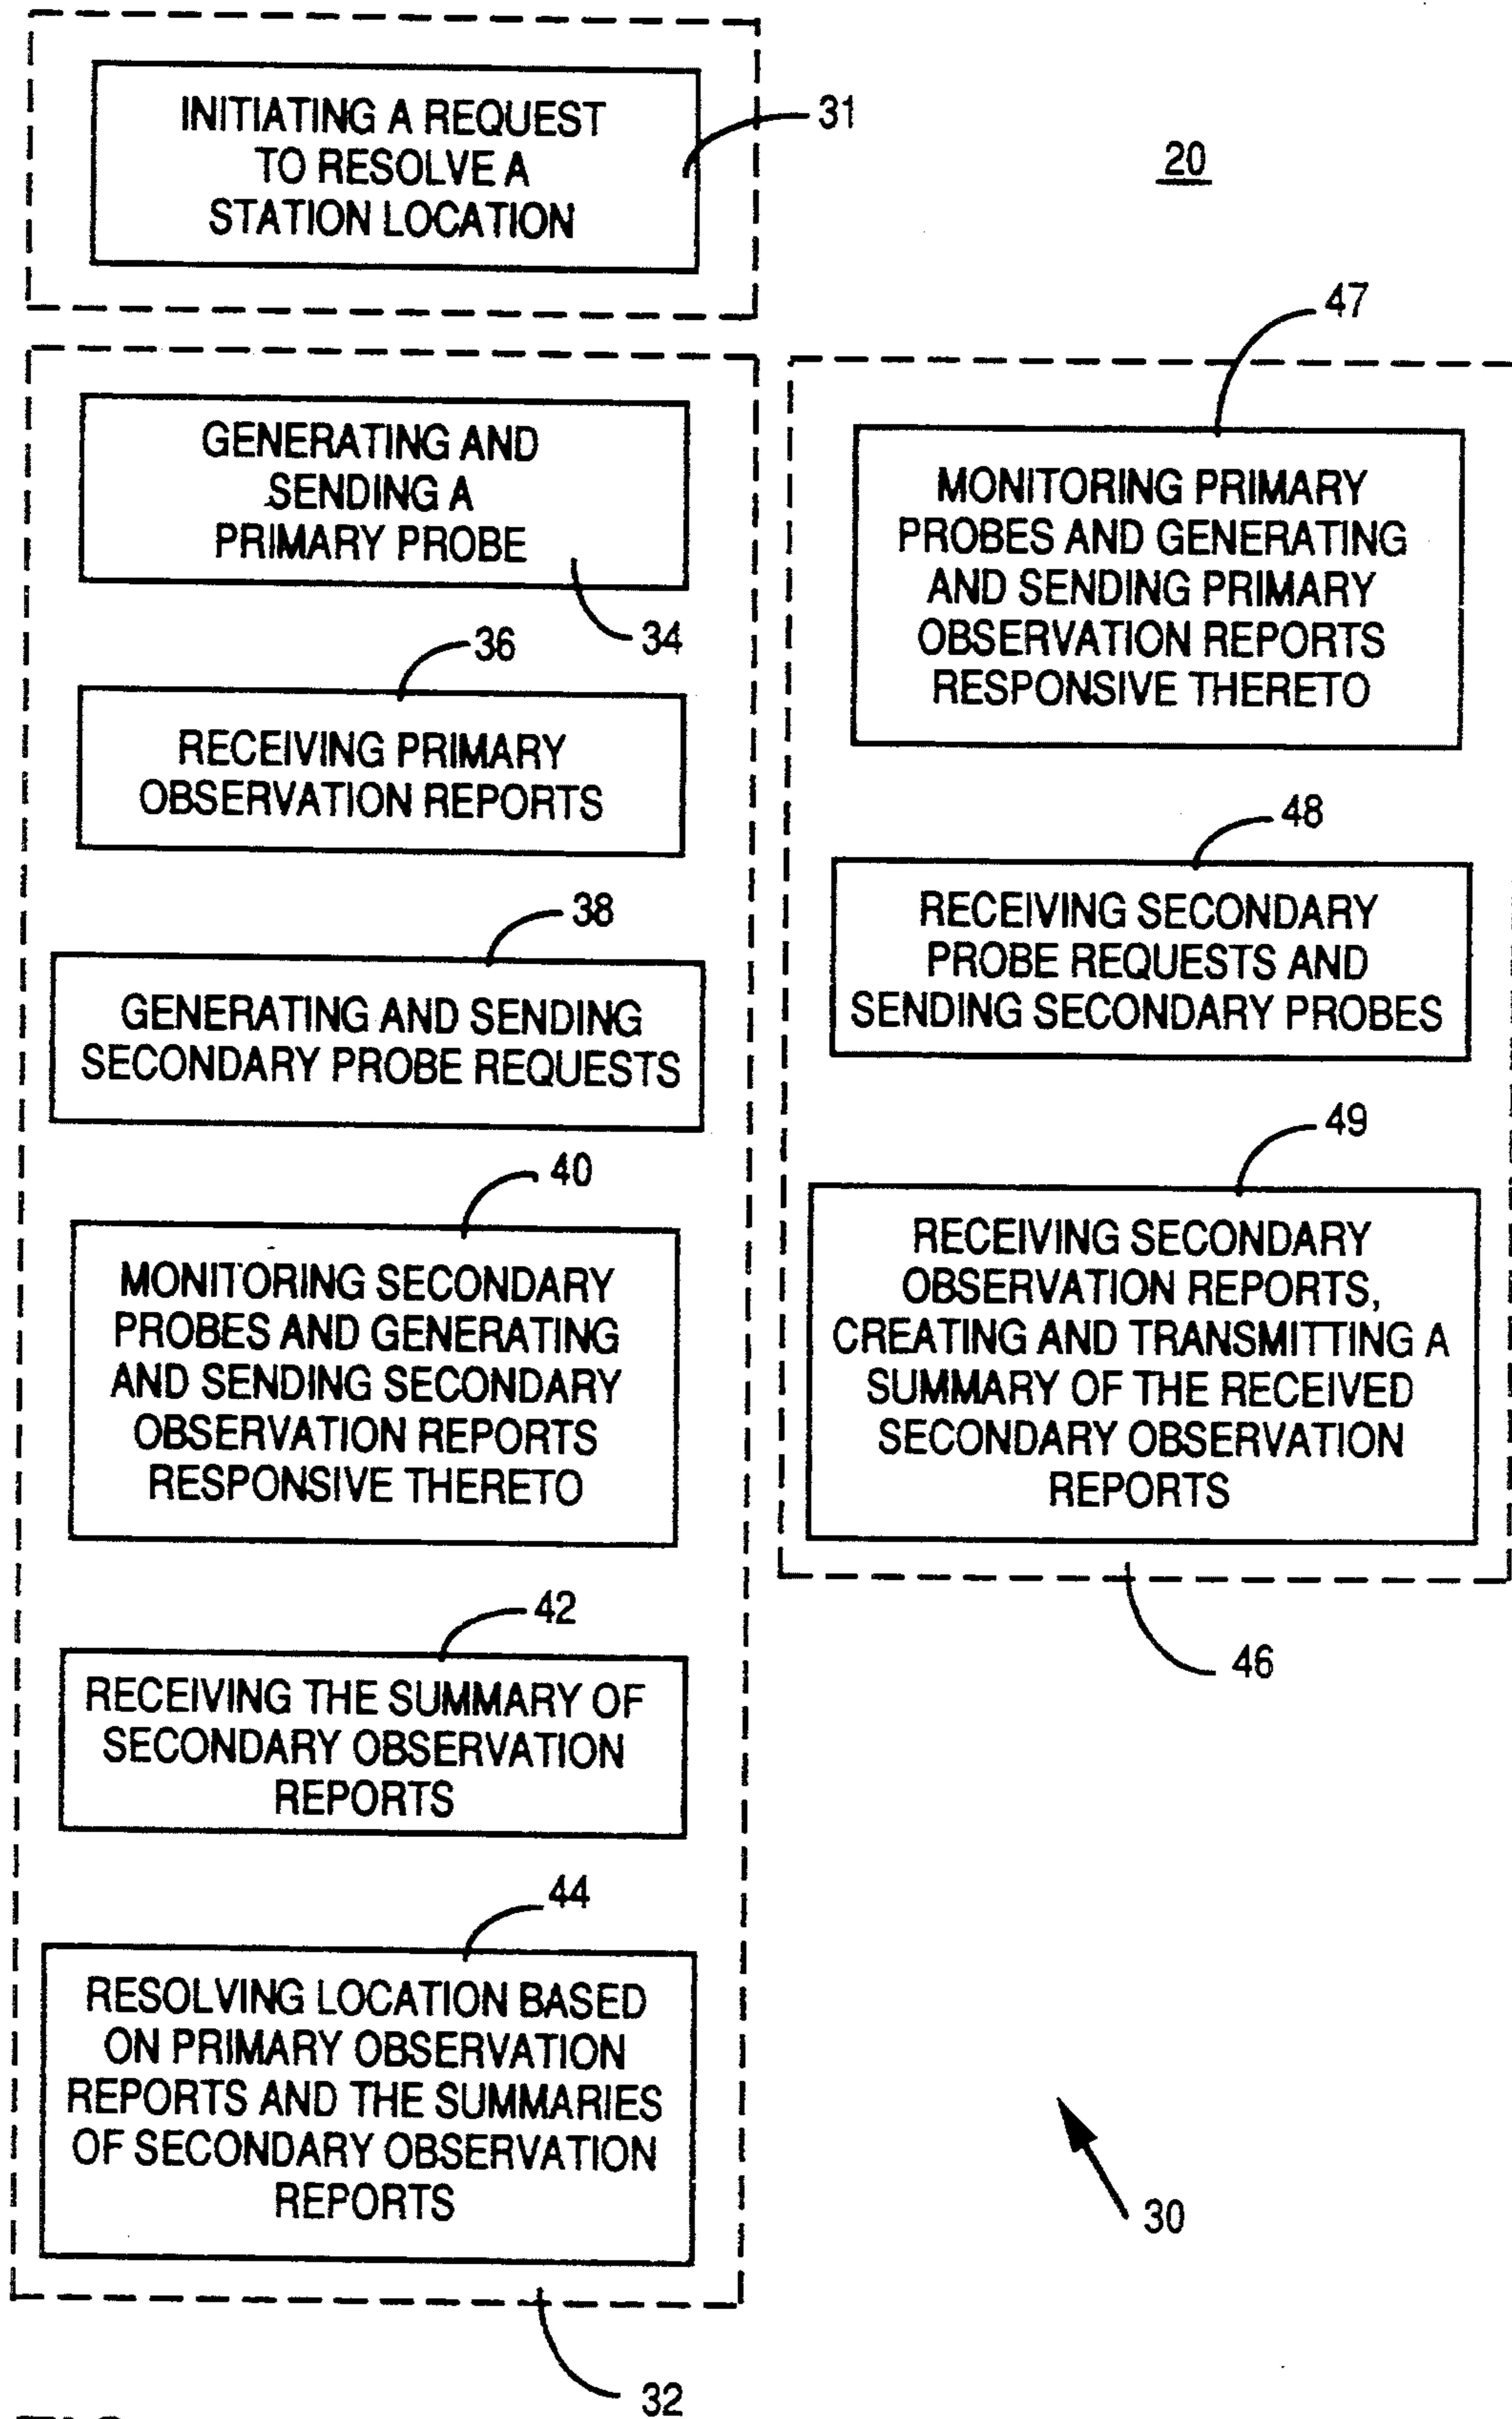 INITIATING A REQUEST
TO RESOLVE A
STATION LOCATION
31
20
GENERATING AND
SENDING A
PRIMARY PROBE
34
36
RECEIVING PRIMARY
OBSERVATION REPORTS
38
GENERATING AND SENDING
SECONDARY PROBE REQUESTS
40
MONITORING SECONDARY
PROBES AND GENERATING
AND SENDING SECONDARY
OBSERVATION REPORTS
RESPONSIVE THERETO
42
RECEIVING THE SUMMARY OF
SECONDARY OBSERVATION
REPORTS
44
RESOLVING LOCATION BASED
ON PRIMARY OBSERVATION
REPORTS AND THE SUMMARIES
OF SECONDARY OBSERVATION
REPORTS
32
47
MONITORING PRIMARY
PROBES AND GENERATING
AND SENDING PRIMARY
OBSERVATION REPORTS
RESPONSIVE THERETO
48
RECEIVING SECONDARY
PROBE REQUESTS AND
SENDING SECONDARY PROBES
49
RECEIVING SECONDARY
OBSERVATION REPORTS,
CREATING AND TRANSMITTING A
SUMMARY OF THE RECEIVED
SECONDARY OBSERVATION
REPORTS
46
30